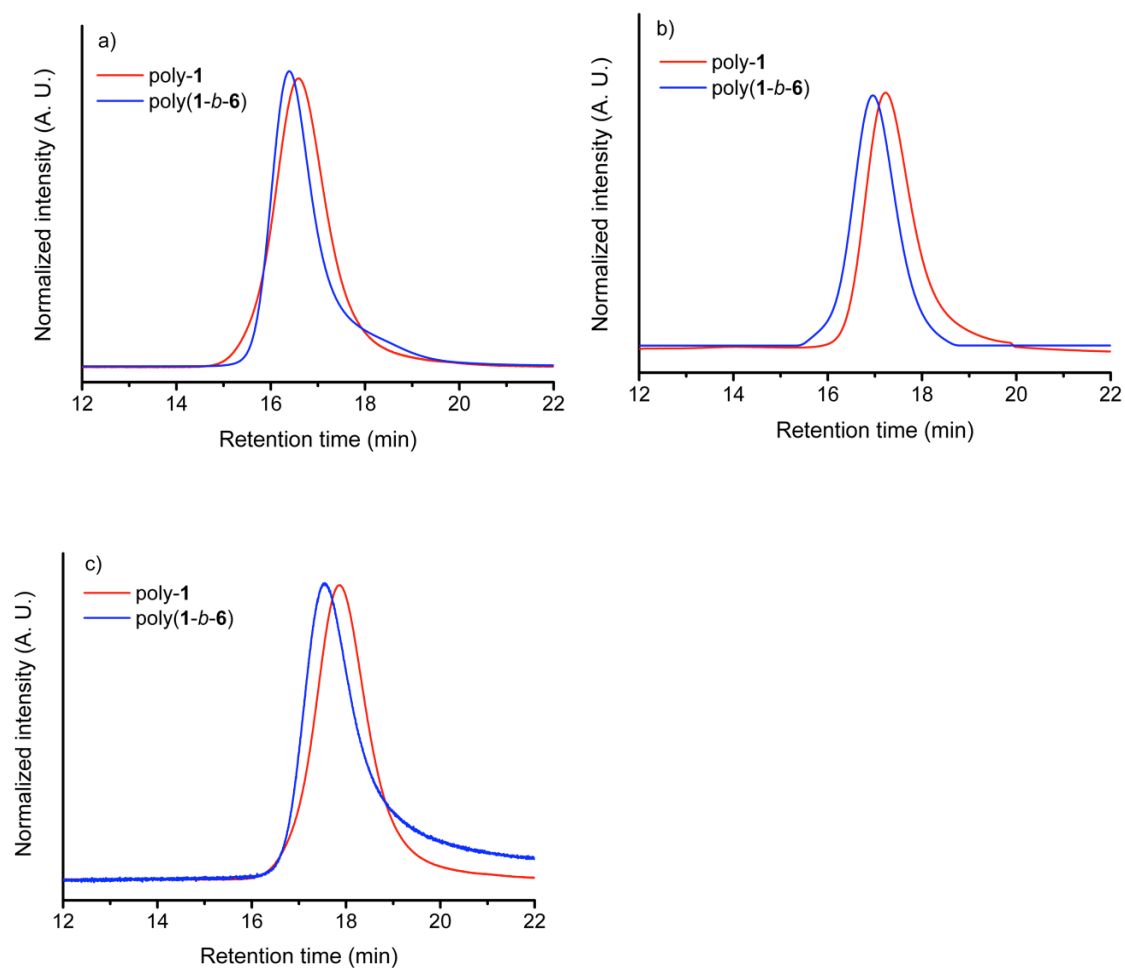 a)
poly-1
poly(1-b-6)
Normalized intensity (A. U.)
12 14 16 18 20 22
Retention time (min)
b)
poly-1
poly(1-b-6)
Normalized intensity (A. U.)
12 14 16 18 20 22
Retention time (min)
c)
poly-1
poly(1-b-6)
Normalized intensity (A. U.)
12 14 16 18 20 22
Retention time (min)